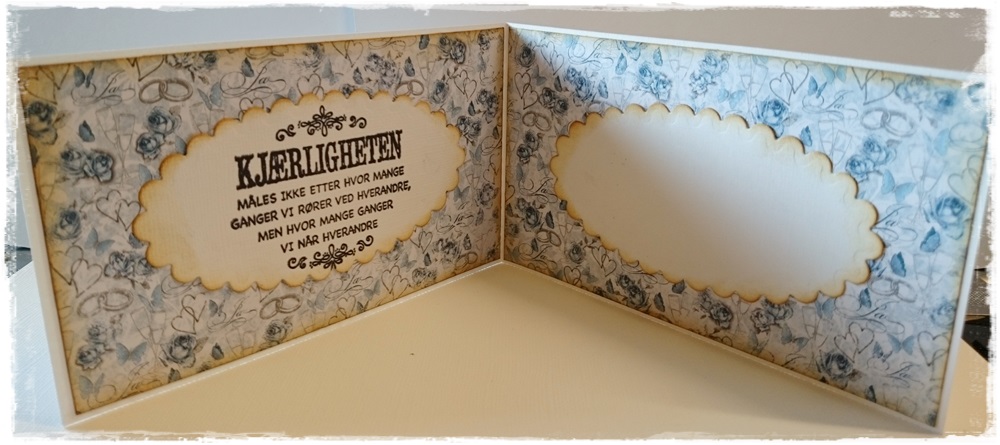 KJÆRLIGHETEN
MÅLES IKKE ETTER HVOR MANGE
GANGER VI RØRER VED HVERANDRE,
MEN HVOR MANGE GANGER
VI NÅR HVERANDRE